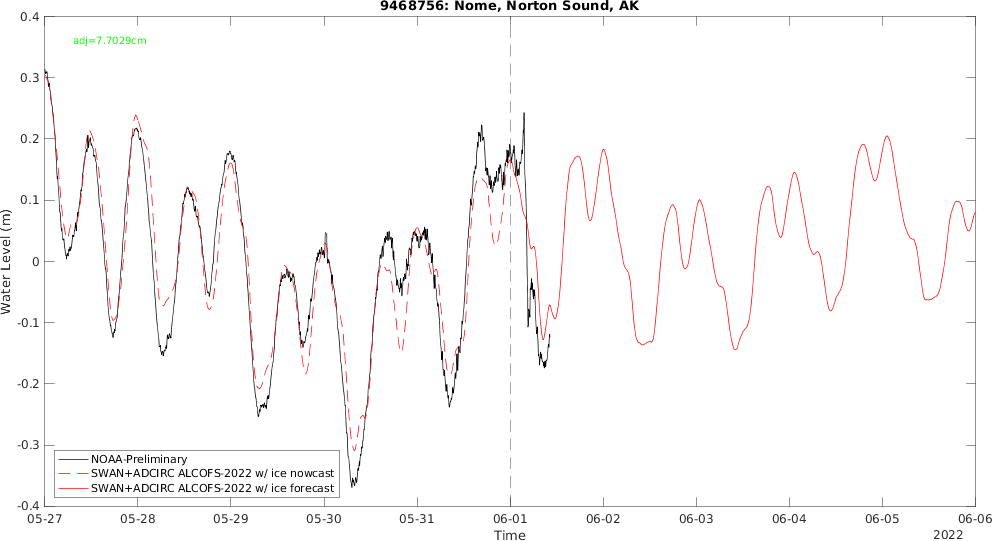 9468756: Nome, Norton Sound, AK
adj=7.7029cm
Water Level (m)
0.4
0.3
0.2
0.1
0
-0.1
-0.2
-0.3
-0.4
NOAA-Preliminary
SWAN+ADCIRC ALCOFS-2022 w/ ice nowcast
SWAN+ADCIRC ALCOFS-2022 w/ ice forecast
05-27 05-28 05-29 05-30 05-31 06-01 06-02 06-03 06-04 06-05 06-06
Time
2022